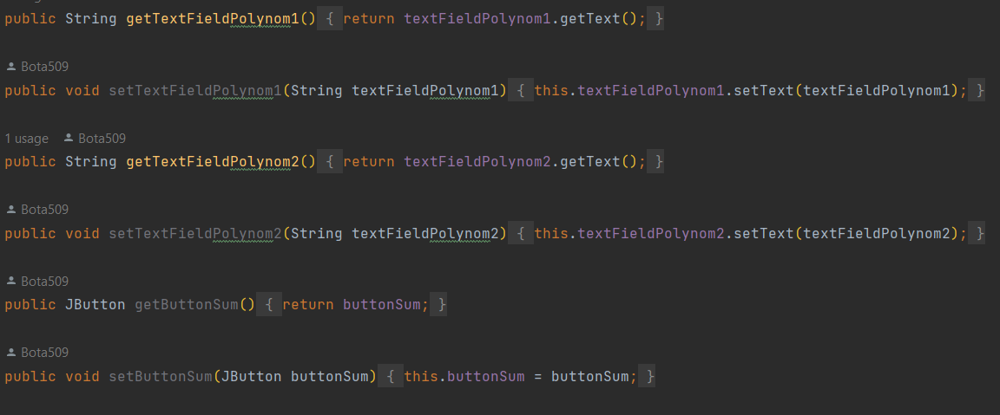 public String getTextFieldPolynom1() { return textFieldPolynom1.getText(); }
Bota509
public void setTextFieldPolynom1(String textFieldPolynom1) { this.textFieldPolynom1.setText(textFieldPolynom1); }
1 usage Bota509
public String getTextFieldPolynom2() { return textFieldPolynom2.getText(); }
Bota509
public void setTextFieldPolynom2(String textFieldPolynom2) { this.textFieldPolynom2.setText(textFieldPolynom2); }
Bota509
public JButton getButtonSum() { return buttonSum; }
Bota509
public void setButtonSum(JButton buttonSum) { this.buttonSum = buttonSum; }